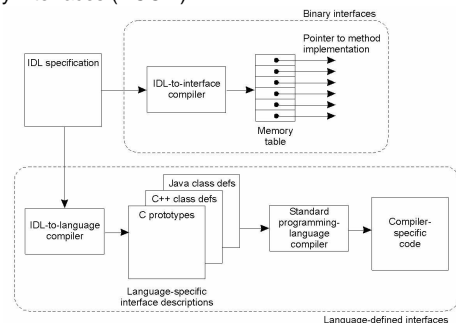 Binary interfaces
Pointer to method
implementation
IDL specification
IDL-to-interface
compiler
Memory
table
IDL-to-language
compiler
Java class defs
C++ class defs
C prototypes
Language-specific
interface descriptions
Standard
programming-
language
compiler
Compiler-
specific
code
Language-defined interfaces